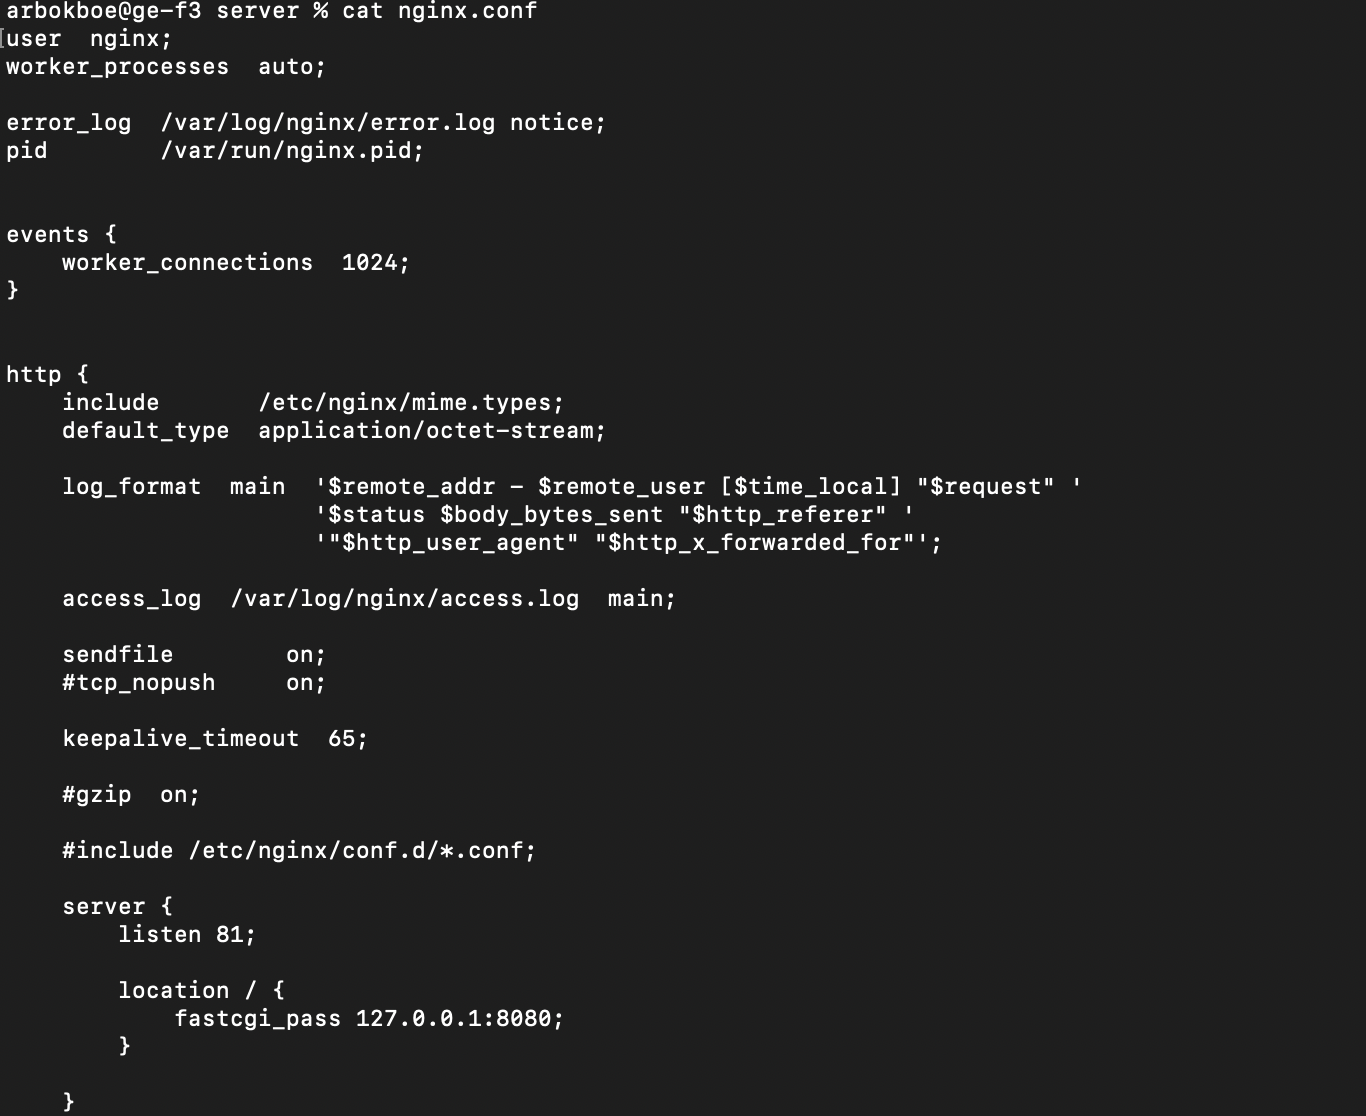 arbokboe@ge-f3 server % cat nginx.conf
user  nginx;
worker_processes  auto;
error_log  /var/log/nginx/error.log notice;
pid        /var/run/nginx.pid;
events {
    worker_connections  1024;
}
http {
    include       /etc/nginx/mime.types;
    default_type  application/octet-stream;
    log_format  main  '$remote_addr - $remote_user [$time_local] "$request" '
                      '$status $body_bytes_sent "$http_referer" '
                      '"$http_user_agent" "$http_x_forwarded_for"';
    access_log  /var/log/nginx/access.log  main;
    sendfile        on;
    #tcp_nopush     on;
    keepalive_timeout  65;
    #gzip  on;
    #include /etc/nginx/conf.d/*.conf;
    server {
        listen 81;
        location / {
            fastcgi_pass 127.0.0.1:8080;
        }
    }